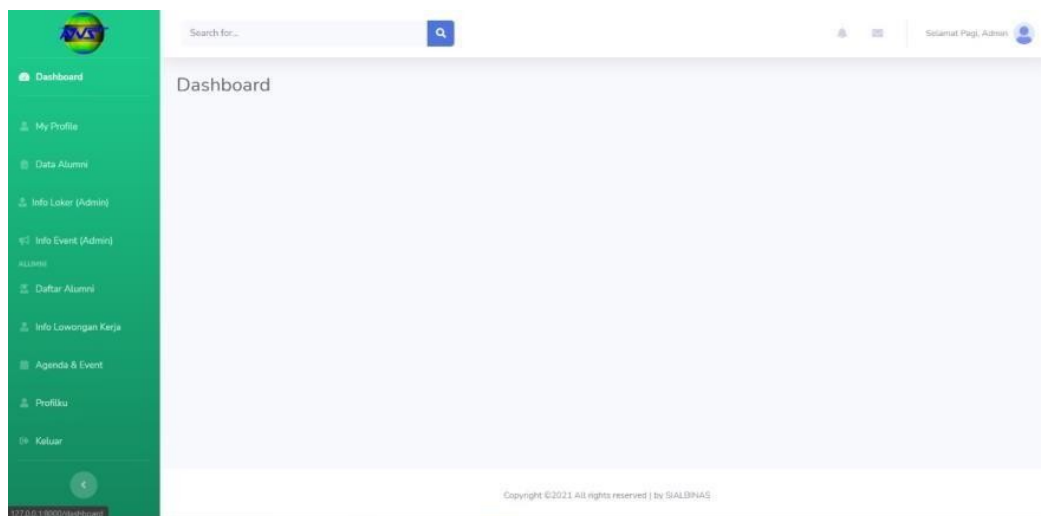 Search for...
Selamat Pagi, Admin
Dashboard
Dashboard
My Profile
Data Alumni
Info Loker (Admin)
Info Event (Admin)
ALUMNI
Daftar Alumni
Info Lowongan Kerja
Agenda & Event
Profilku
Keluar
Copyright ©2021 All rights reserved | by SIALBINAS
127.0.0.1:8000/dashboard